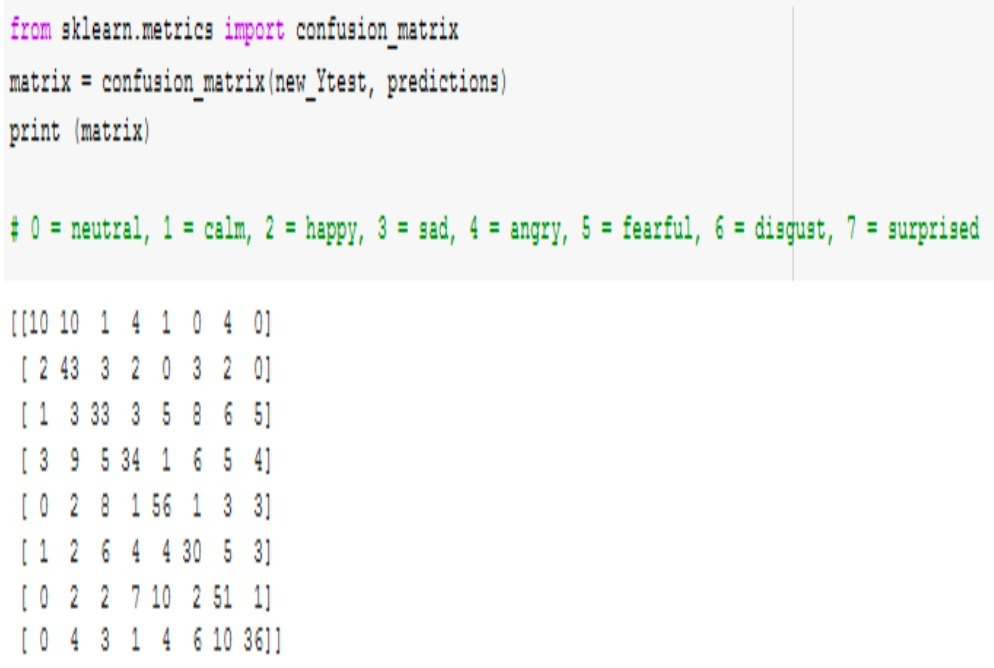 from sklearn.metrics import confusion_matrix
matrix = confusion_matrix(new_Ytest, predictions)
print (matrix)
# 0 = neutral, 1 = calm, 2 = happy, 3 = sad, 4 = angry, 5 = fearful, 6 = disgust, 7 = surprised
[[10 10  1  4  1  0  4  0]
 [ 2 43  3  2  0  3  2  0]
 [ 1  3 33  3  5  8  6  5]
 [ 3  9  5 34  1  6  5  4]
 [ 0  2  8  1 56  1  3  3]
 [ 1  2  6  4  4 30  5  3]
 [ 0  2  2  7 10  2 51  1]
 [ 0  4  3  1  4  6 10 36]]